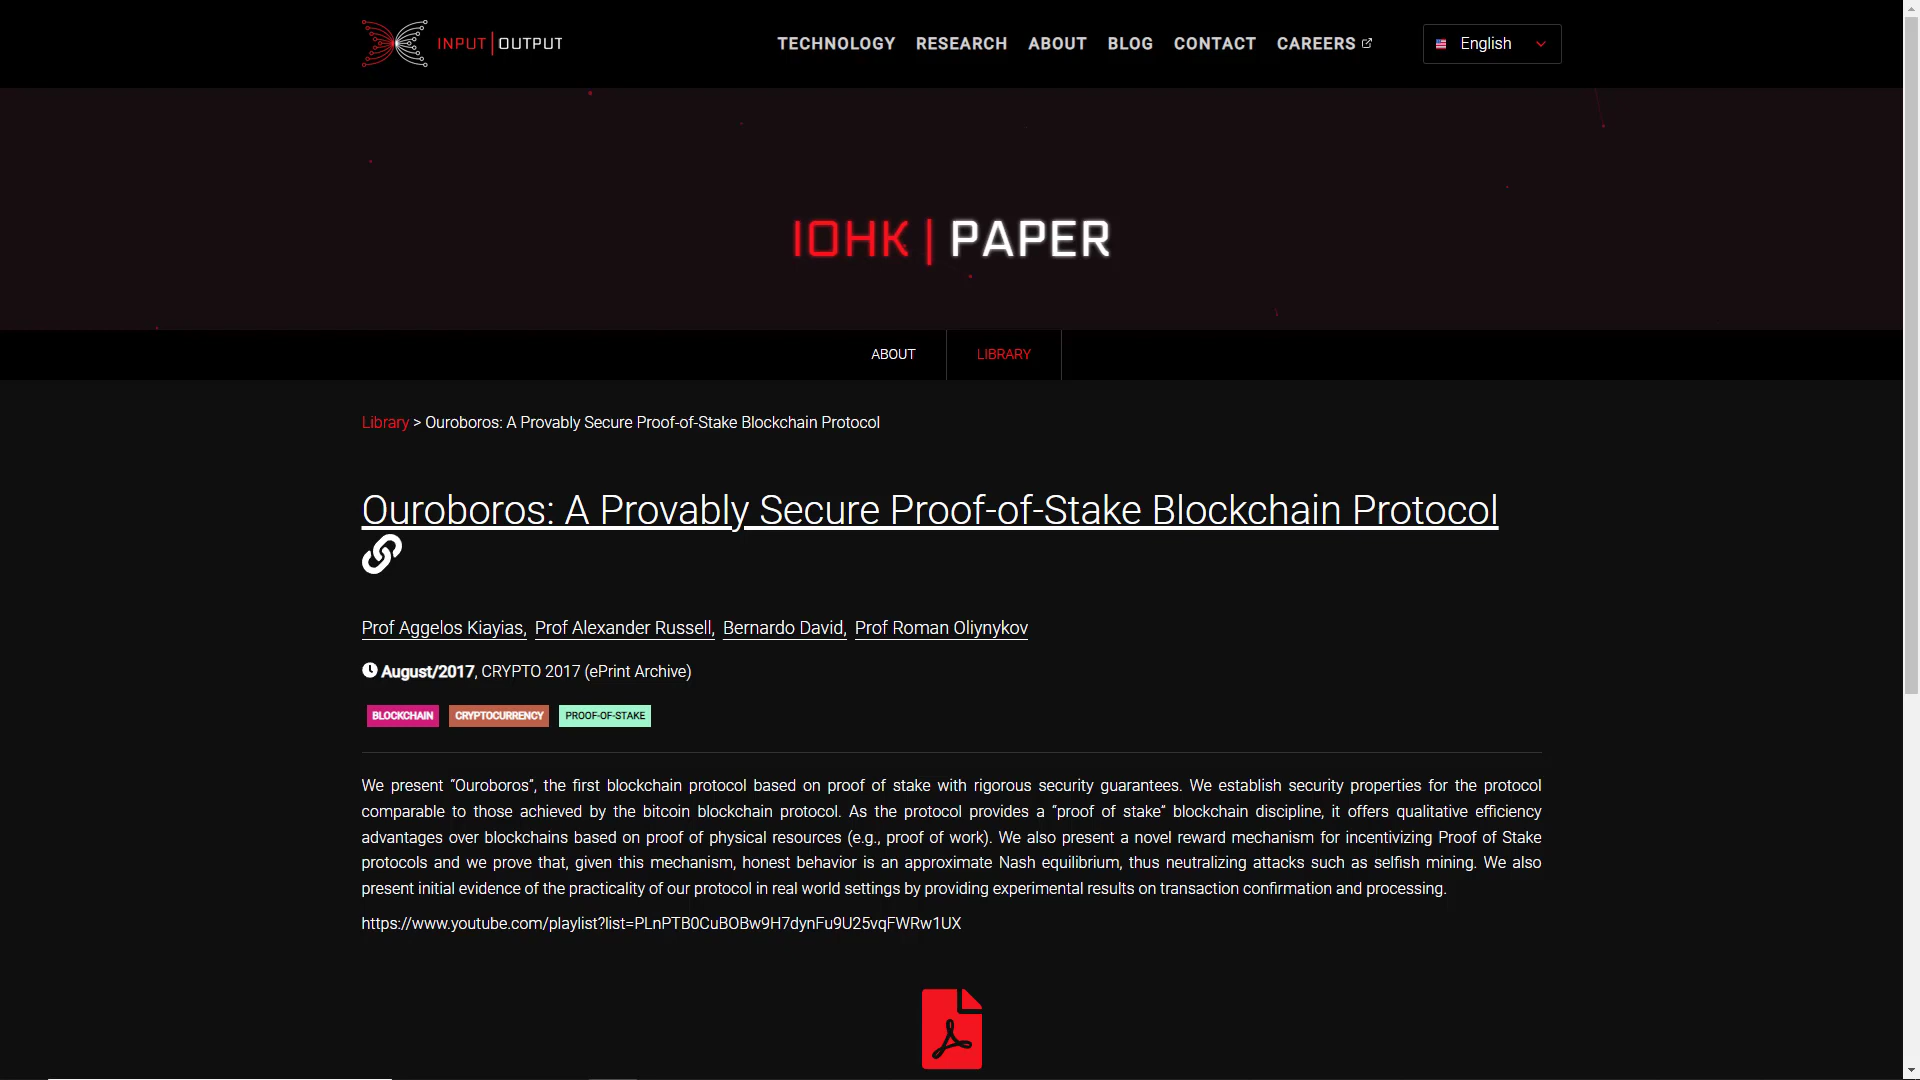 INPUT | OUTPUT
TECHNOLOGY RESEARCH ABOUT BLOG CONTACT CAREERS English
IOHK | PAPER
ABOUT LIBRARY
Library > Ouroboros: A Provably Secure Proof-of-Stake Blockchain Protocol
Ouroboros: A Provably Secure Proof-of-Stake Blockchain Protocol
Prof Aggelos Kiayias, Prof Alexander Russell, Bernardo David, Prof Roman Oliynykov
August/2017, CRYPTO 2017 (ePrint Archive)
BLOCKCHAIN CRYPTOCURRENCY PROOF-OF-STAKE
We present “Ouroboros”, the first blockchain protocol based on proof of stake with rigorous security guarantees. We establish security properties for the protocol
comparable to those achieved by the bitcoin blockchain protocol. As the protocol provides a “proof of stake” blockchain discipline, it offers qualitative efficiency
advantages over blockchains based on proof of physical resources (e.g., proof of work). We also present a novel reward mechanism for incentivizing Proof of Stake
protocols and we prove that, given this mechanism, honest behavior is an approximate Nash equilibrium, thus neutralizing attacks such as selfish mining. We also
present initial evidence of the practicality of our protocol in real world settings by providing experimental results on transaction confirmation and processing.
https://www.youtube.com/playlist?list=PLnPTB0CuBOBw9H7dynFu9U25vqFWRw1UX